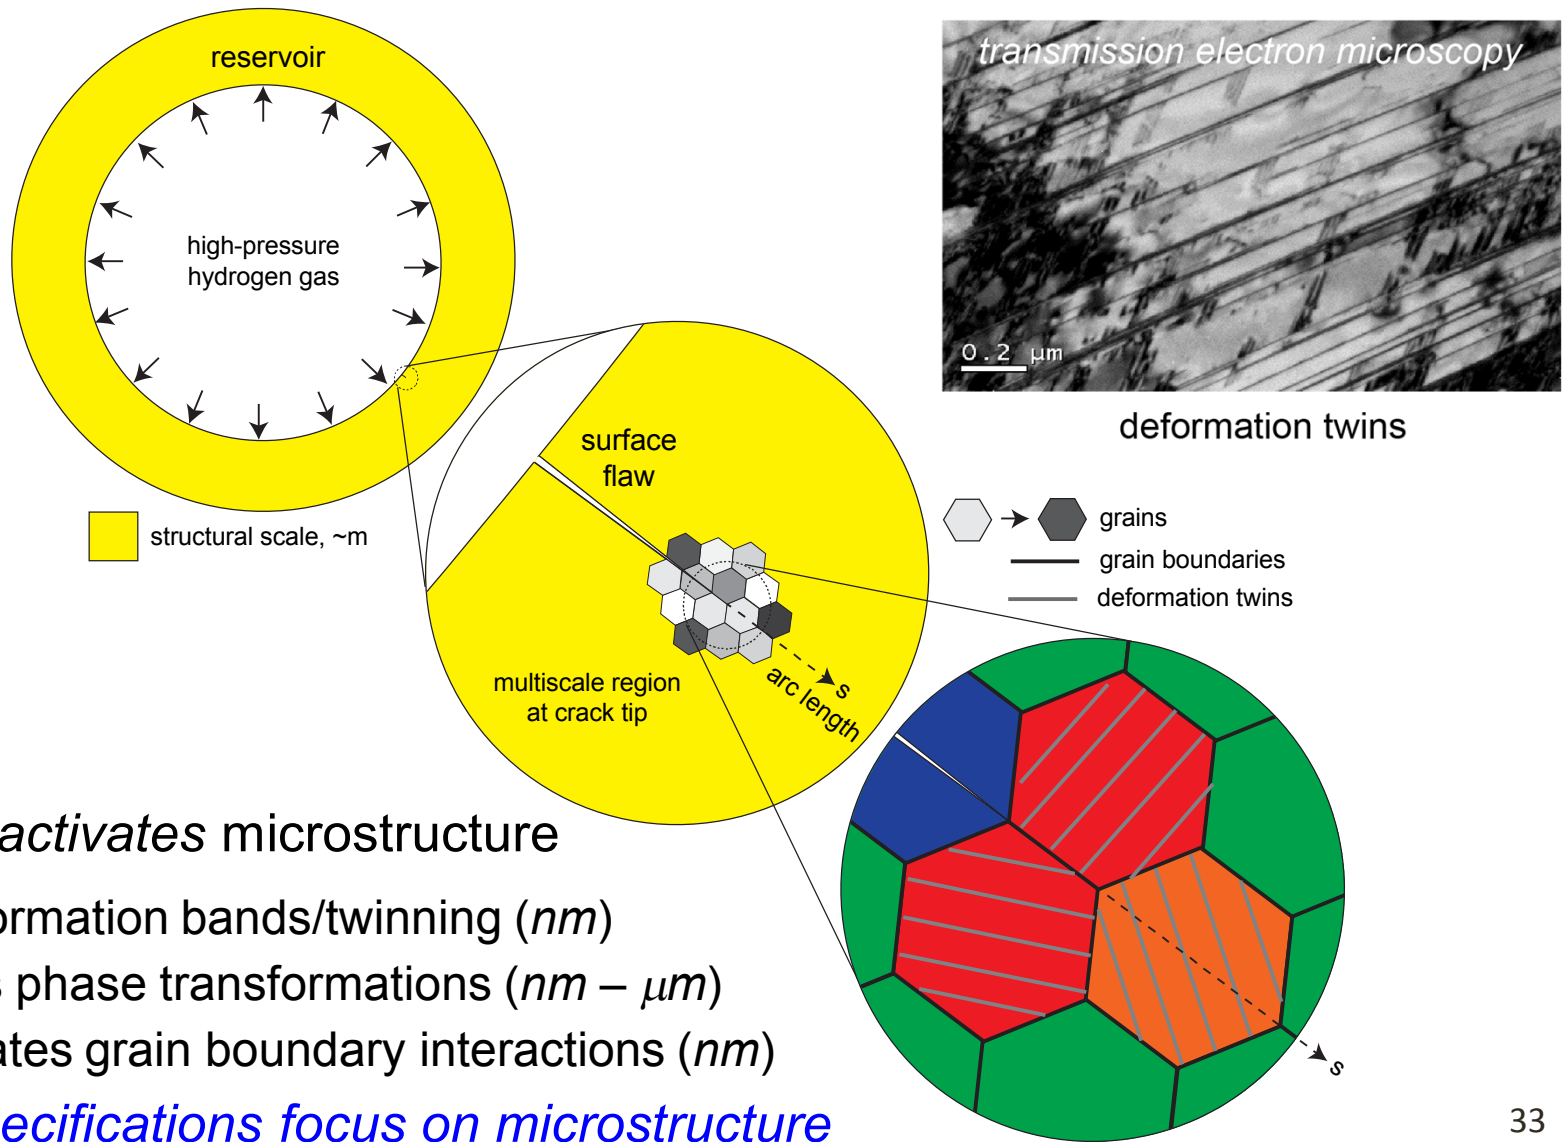 reservoir
high-pressure
hydrogen gas
structural scale, ~m
transmission electron microscopy
0.2 μm
deformation twins
surface
flaw
grains
grain boundaries
deformation twins
multiscale region
at crack tip
s
arc length
s
activates microstructure
ormation bands/twinning (nm)
s phase transformations (nm – μm)
ates grain boundary interactions (nm)
ecifications focus on microstructure
33